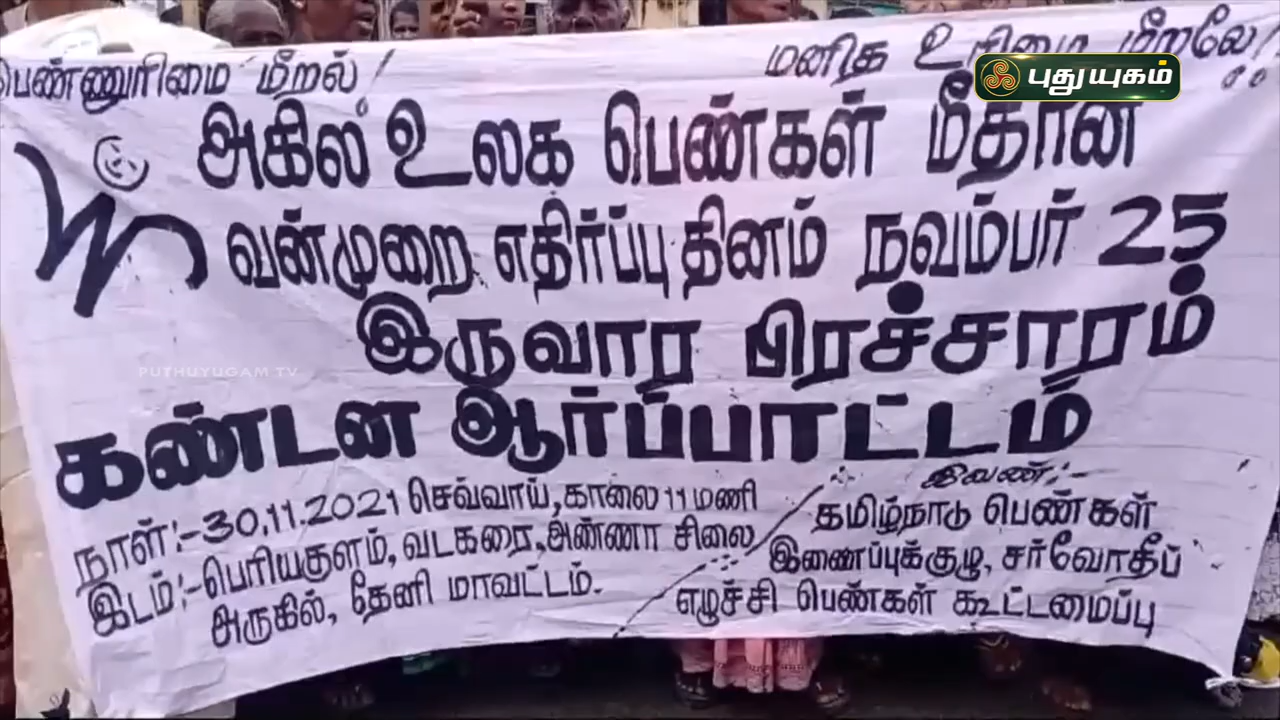 பெண்ணுரிமை மீறல்! மனித உரிமை மீறலே!
புதுயுகம்
அகில உலக பெண்கள் மீதான
வன்முறை எதிர்ப்பு தினம் நவம்பர் 25
இருவார பிரச்சாரம்
PUTHUYUGAM TV
கண்டன ஆர்ப்பாட்டம்
நாள்:-30.11.2021 செவ்வாய், காலை 11 மணி
இடம்:-பெரியகுளம், வடகரை, அண்ணா சிலை
அருகில், தேனி மாவட்டம்.
இவண்:-
தமிழ்நாடு பெண்கள்
இணைப்புக்குழு, சர்வோதீப்
எழுச்சி பெண்கள் கூட்டமைப்பு